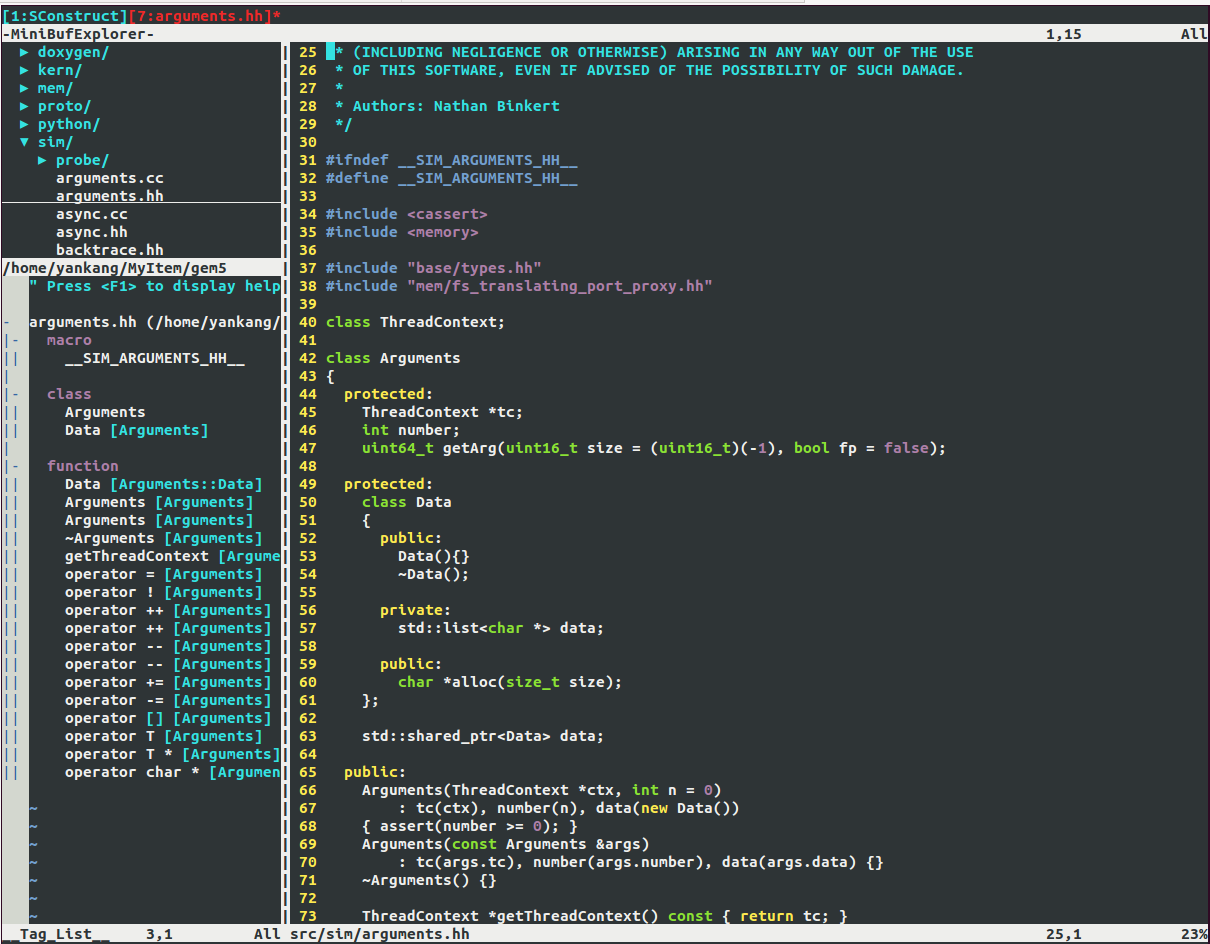 [1:SConstruct][7:arguments.hh]*
-MiniBufExplorer- 1,15 All
▶ doxygen/
▶ kern/
▶ mem/
▶ proto/
▶ python/
▼ sim/
▶ probe/
arguments.cc
arguments.hh
async.cc
async.hh
backtrace.hh
/home/yankang/MyItem/gem5
" Press <F1> to display help
- arguments.hh (/home/yankang/
|- macro
|| __SIM_ARGUMENTS_HH__
|
|- class
|| Arguments
|| Data [Arguments]
|
|- function
|| Data [Arguments::Data]
|| Arguments [Arguments]
|| Arguments [Arguments]
|| ~Arguments [Arguments]
|| getThreadContext [Argume
|| operator = [Arguments]
|| operator ! [Arguments]
|| operator ++ [Arguments]
|| operator ++ [Arguments]
|| operator -- [Arguments]
|| operator -- [Arguments]
|| operator += [Arguments]
|| operator -= [Arguments]
|| operator [] [Arguments]
|| operator T [Arguments]
|| operator T * [Arguments]
|| operator char * [Argumen
~
~
~
~
~
~
~
__Tag_List__ 3,1 All
25 * (INCLUDING NEGLIGENCE OR OTHERWISE) ARISING IN ANY WAY OUT OF THE USE
26 * OF THIS SOFTWARE, EVEN IF ADVISED OF THE POSSIBILITY OF SUCH DAMAGE.
27 *
28 * Authors: Nathan Binkert
29 */
30
31 #ifndef __SIM_ARGUMENTS_HH__
32 #define __SIM_ARGUMENTS_HH__
33
34 #include <cassert>
35 #include <memory>
36
37 #include "base/types.hh"
38 #include "mem/fs_translating_port_proxy.hh"
39
40 class ThreadContext;
41
42 class Arguments
43 {
44   protected:
45     ThreadContext *tc;
46     int number;
47     uint64_t getArg(uint16_t size = (uint16_t)(-1), bool fp = false);
48
49   protected:
50     class Data
51     {
52       public:
53         Data(){}
54         ~Data();
55
56       private:
57         std::list<char *> data;
58
59       public:
60         char *alloc(size_t size);
61     };
62
63     std::shared_ptr<Data> data;
64
65   public:
66     Arguments(ThreadContext *ctx, int n = 0)
67         : tc(ctx), number(n), data(new Data())
68     { assert(number >= 0); }
69     Arguments(const Arguments &args)
70         : tc(args.tc), number(args.number), data(args.data) {}
71     ~Arguments() {}
72
73     ThreadContext *getThreadContext() const { return tc; }
src/sim/arguments.hh 25,1 23%